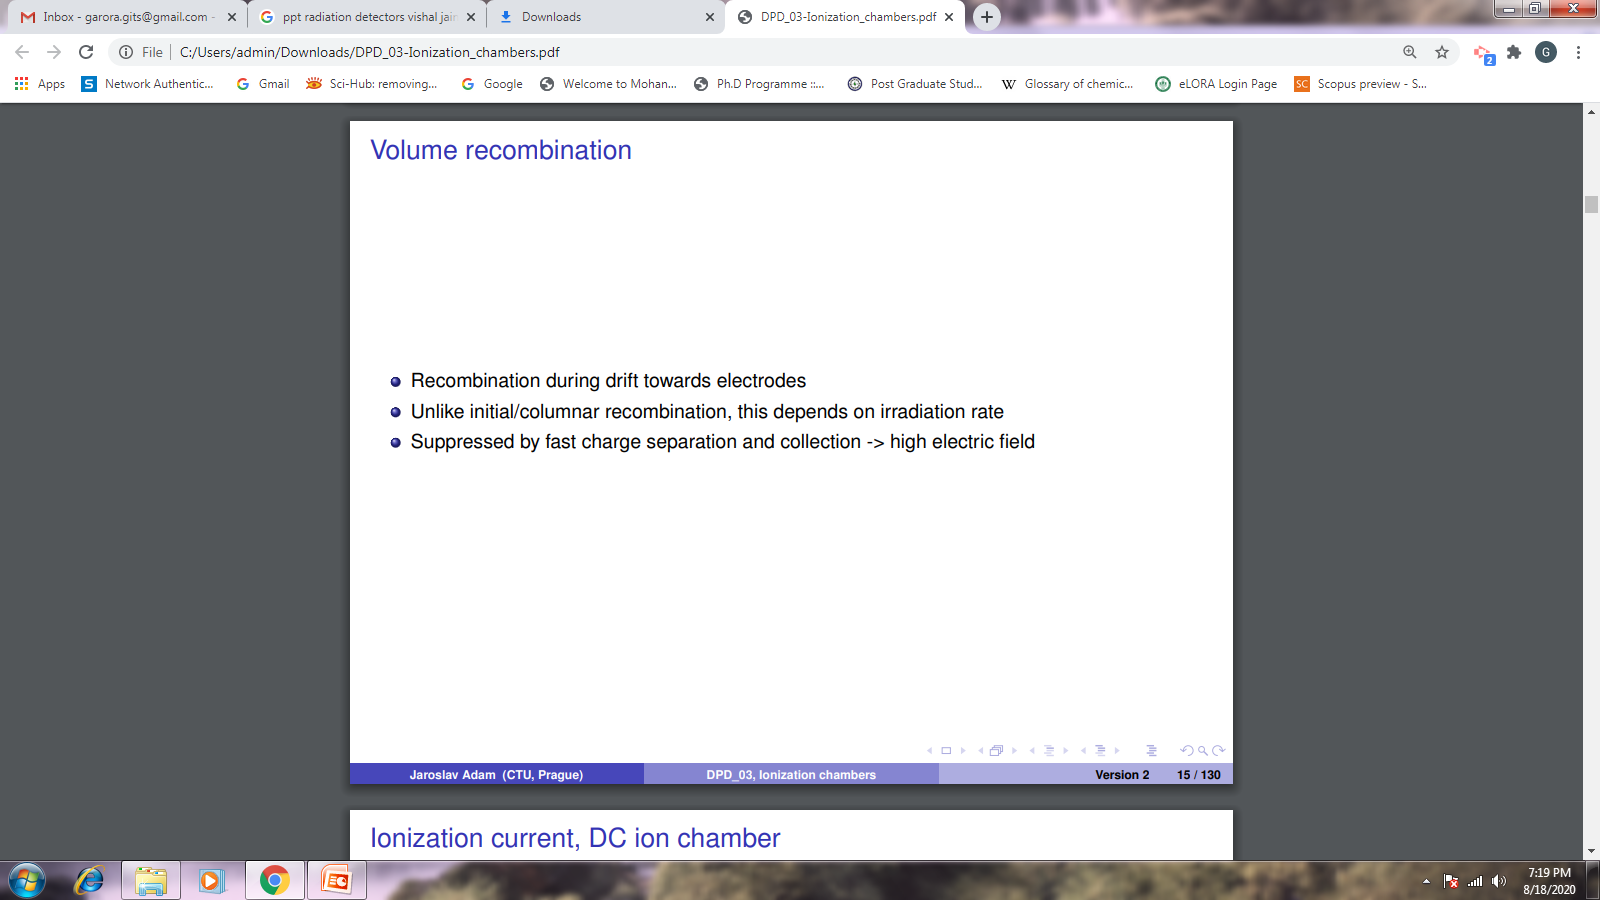 Inbox - garora.gits@gmail.com -
ppt radiation detectors vishal jain
Downloads
DPD_03-Ionization_chambers.pdf
File
C:/Users/admin/Downloads/DPD_03-Ionization_chambers.pdf
2
G
Apps
S
Network Authentic...
Gmail
Sci-Hub: removing...
Google
Welcome to Mohan...
Ph.D Programme ::...
Post Graduate Stud...
W
Glossary of chemic...
eLORA Login Page
SC
Scopus preview - S...
Volume recombination
Recombination during drift towards electrodes
Unlike initial/columnar recombination, this depends on irradiation rate
Suppressed by fast charge separation and collection -> high electric field
Jaroslav Adam (CTU, Prague)
DPD_03, Ionization chambers
Version 2
15 / 130
Ionization current, DC ion chamber
7:19 PM
8/18/2020